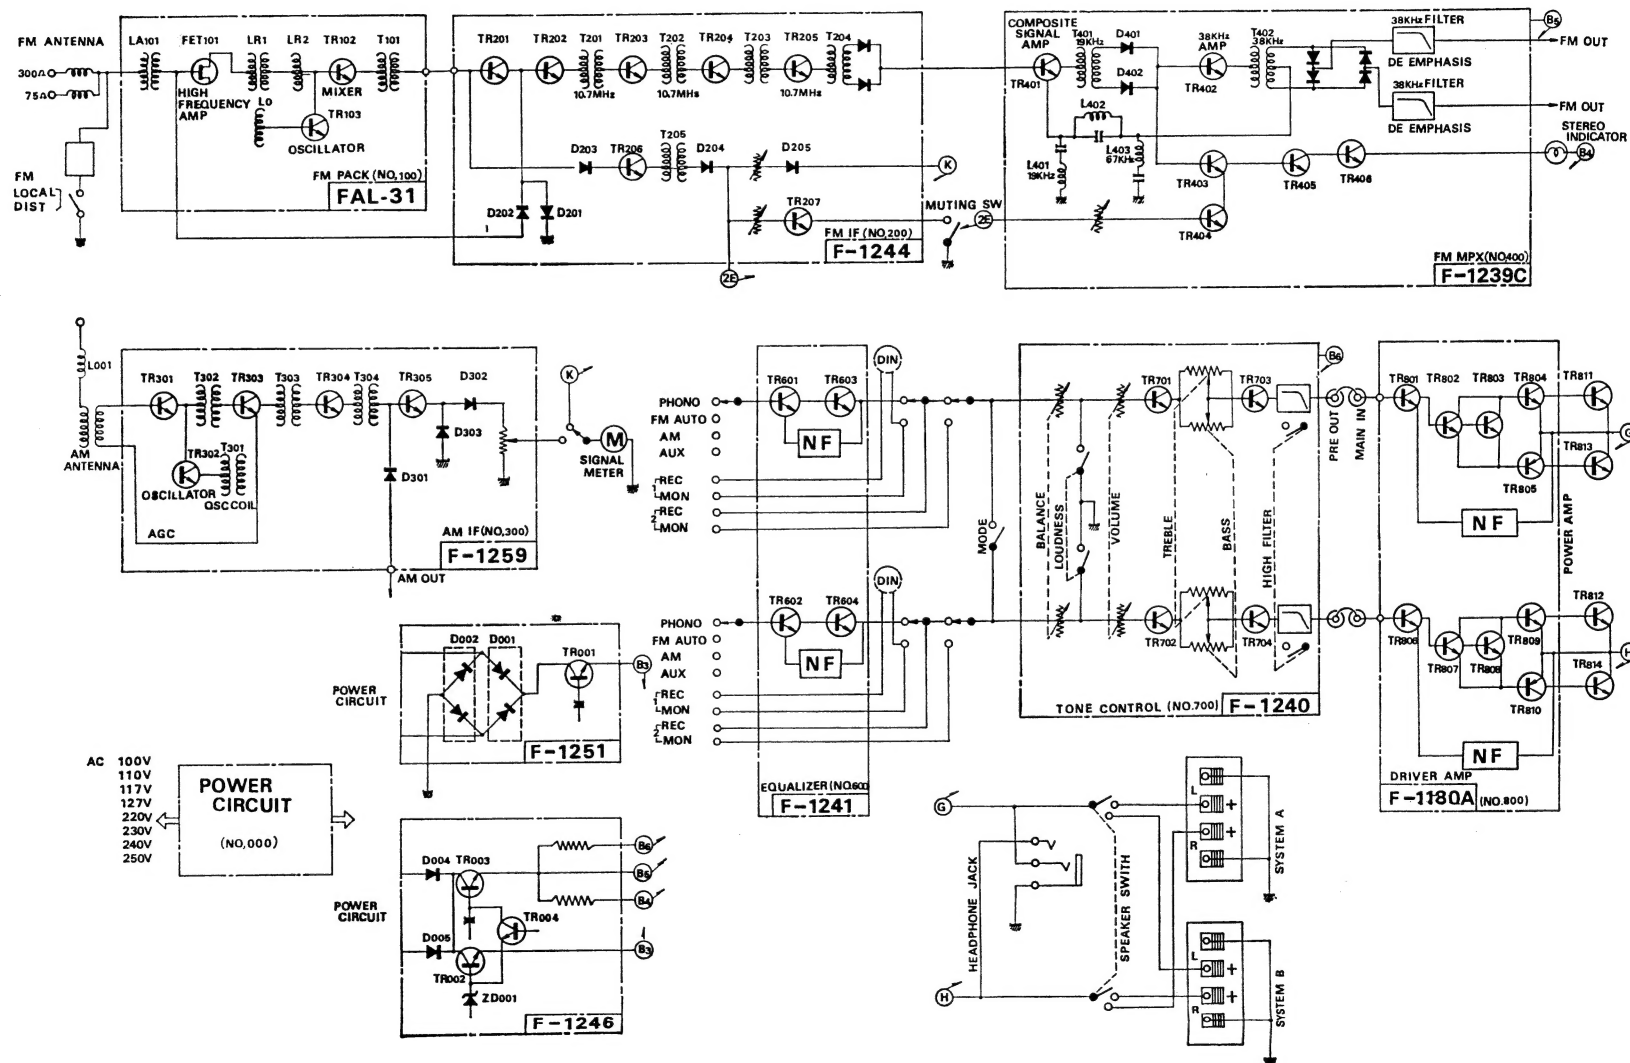 FM ANTENNA
300Ω
75Ω
FM
LOCAL
DIST
LA101
FET101
LR1
LR2
TR102
T101
HIGH
FREQUENCY
AMP
MIXER
Lo
TR103
OSCILLATOR
FM PACK (NO,100)
FAL-31
TR201
TR202
T201
TR203
T202
TR204
T203
TR205
T204
10.7MHz
10.7MHz
10.7MHz
D203
TR206
T205
D204
D205
K
D202
D201
TR207
MUTING SW
2E
FM IF (NO,200)
F-1244
2E
COMPOSITE
SIGNAL
AMP
TR401
T401
19KHz
D401
D402
38KHz
AMP
TR402
T402
38KHz
38KHz FILTER
DE EMPHASIS
38KHz FILTER
DE EMPHASIS
B5
FM OUT
FM OUT
STEREO
INDICATOR
B4
L402
L401
19KHz
L403
67KHz
TR403
TR405
TR406
TR404
FM MPX (NO,400)
F-1239C
L001
AM
ANTENNA
TR301
T302
TR303
T303
TR304
T304
TR305
D302
TR302
T301
OSCILLATOR
OSC COIL
D303
D301
AGC
AM IF (NO,300)
F-1259
AM OUT
K
M
SIGNAL
METER
PHONO
FM AUTO
AM
AUX
1
REC
MON
2
REC
MON
TR601
TR603
NF
DIN
PHONO
FM AUTO
AM
AUX
1
REC
MON
2
REC
MON
TR602
TR604
NF
DIN
EQUALIZER (NO.600)
F-1241
MODE
BALANCE
LOUDNESS
VOLUME
TREBLE
BASS
HIGH FILTER
TR701
TR703
TR702
TR704
B6
TONE CONTROL (NO.700)
F-1240
PRE OUT
MAIN IN
TR801
TR802
TR803
TR804
TR811
TR813
TR805
NF
G
POWER AMP
TR806
TR807
TR808
TR809
TR812
TR814
TR810
NF
H
DRIVER AMP
F-1180A (NO.800)
POWER
CIRCUIT
D002
D001
TR001
B3
F-1251
AC 100V
110V
117V
127V
220V
230V
240V
250V
POWER
CIRCUIT
(NO,000)
POWER
CIRCUIT
D004
TR003
D005
TR002
TR004
ZD001
B6
B5
B4
B3
F-1246
G
H
HEADPHONE JACK
SPEAKER SWITH
L
+
+
R
SYSTEM A
L
+
+
R
SYSTEM B